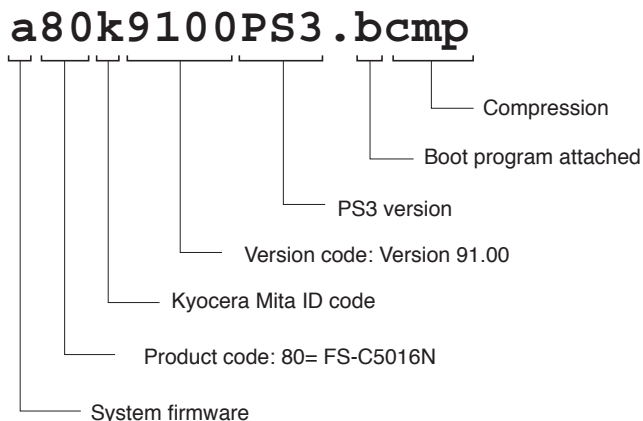 a80k9100PS3.bcmp
Compression
Boot program attached
PS3 version
Version code: Version 91.00
Kyocera Mita ID code
Product code: 80= FS-C5016N
System firmware